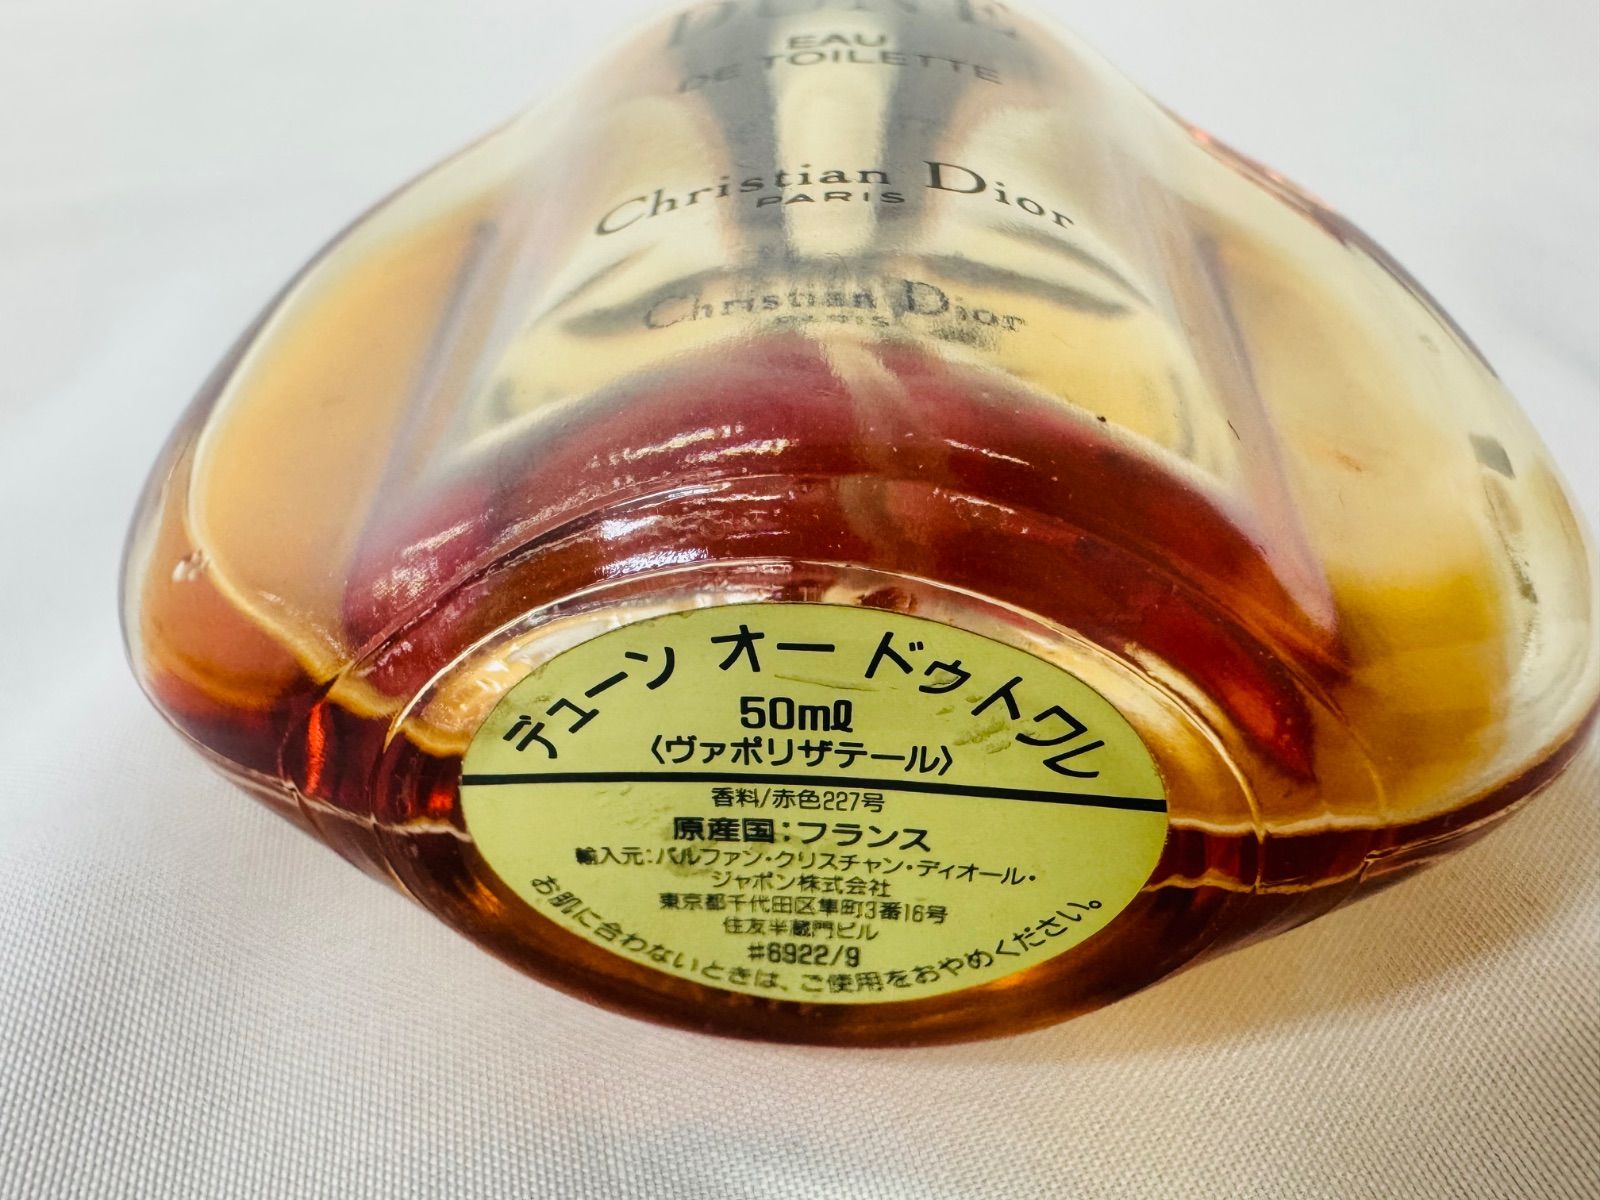 DUNE
EAU
DE TOILETTE
Christian Dior
PARIS
Christian Dior
PARIS
デューン オー ドゥ トワレ
50ml
〈ヴァポリザテール〉
香料/赤色227号
原産国:フランス
輸入元:パルファン・クリスチャン・ディオール・
ジャポン株式会社
東京都千代田区隼町3番16号
住友半蔵門ビル
#6922/9
お肌に合わないときは、ご使用をおやめください。